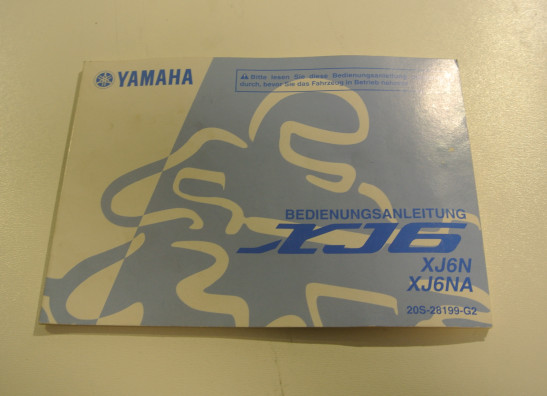 YAMAHA
Bitte lesen Sie diese Bedienungsanleitung
durch, bevor Sie das Fahrzeug in Betrieb nehmen.
BEDIENUNGSANLEITUNG
XJ6
XJ6N
XJ6NA
20S-28199-G2